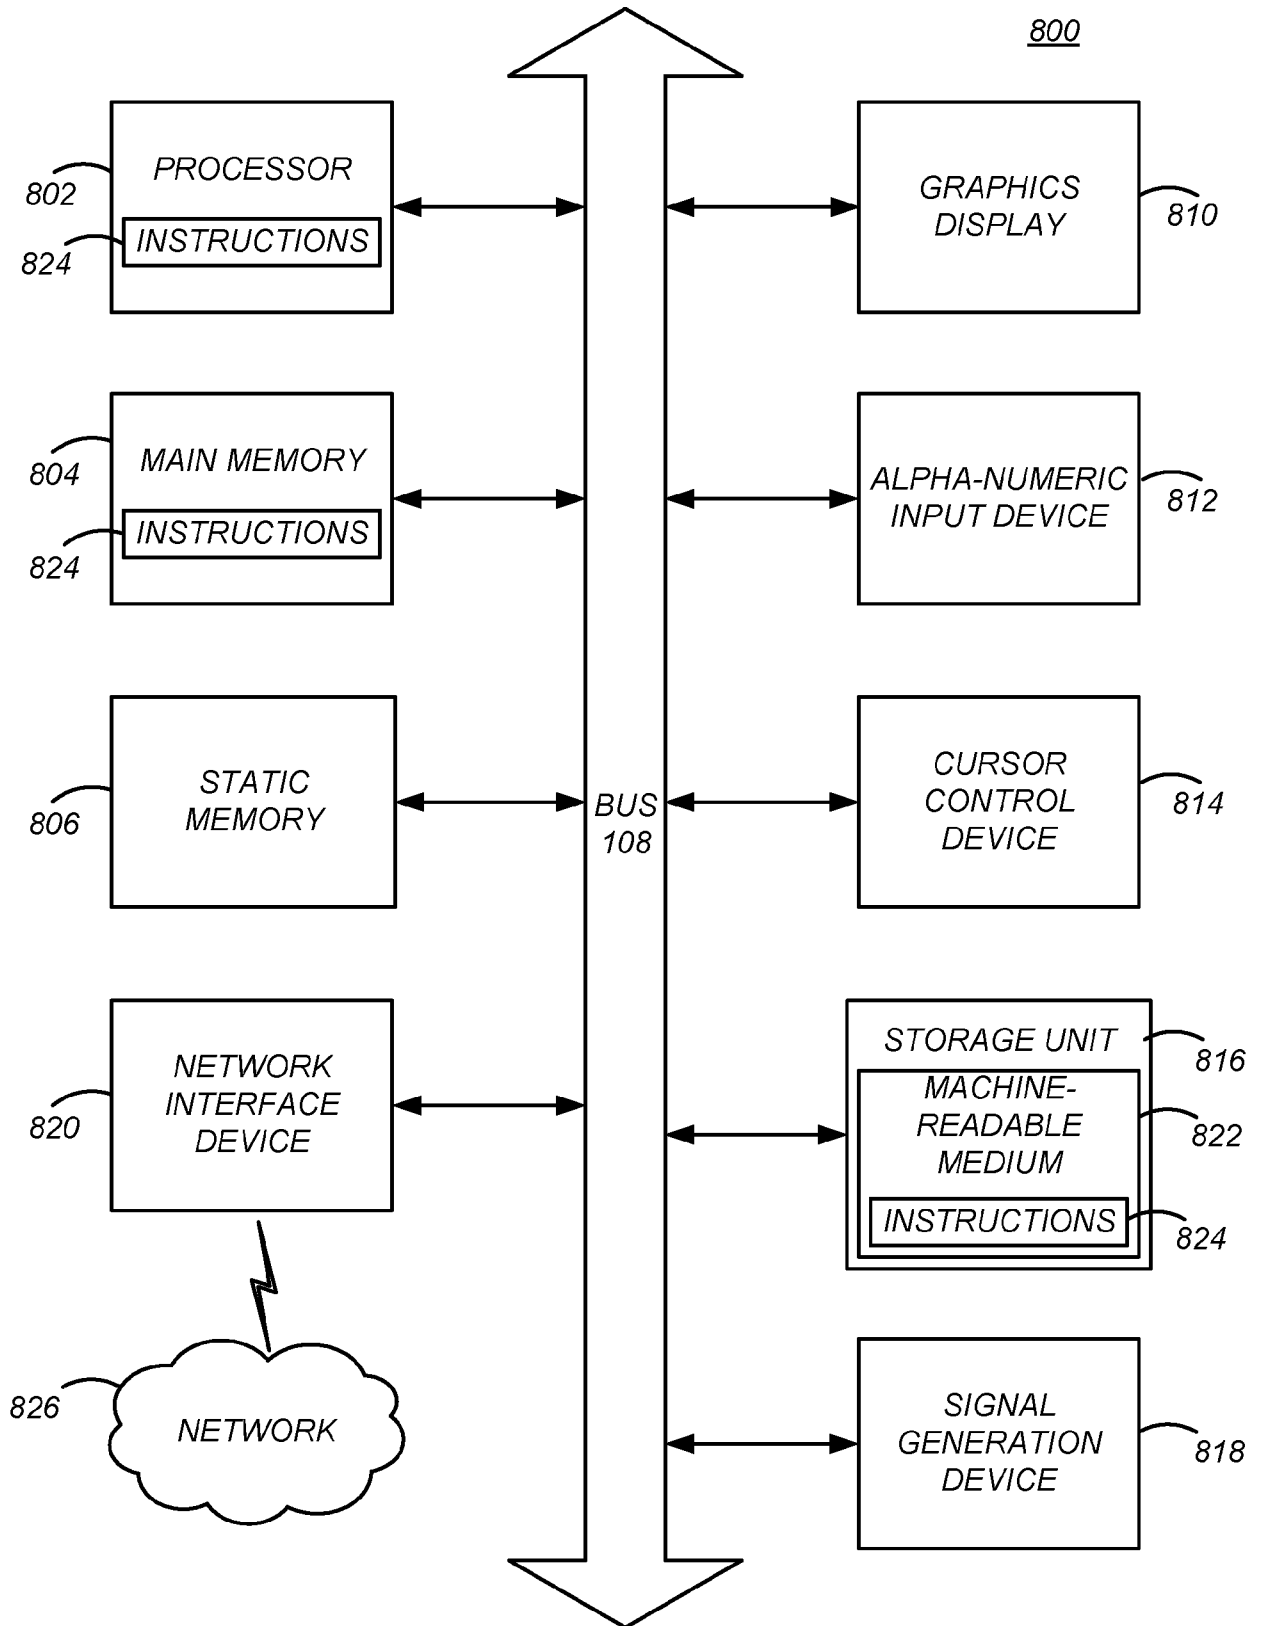 800
PROCESSOR
802
INSTRUCTIONS
824
GRAPHICS
DISPLAY
810
MAIN MEMORY
804
INSTRUCTIONS
824
ALPHA-NUMERIC
INPUT DEVICE
812
STATIC
MEMORY
806
BUS
108
CURSOR
CONTROL
DEVICE
814
NETWORK
INTERFACE
DEVICE
820
STORAGE UNIT
816
MACHINE-
READABLE
MEDIUM
822
INSTRUCTIONS
824
NETWORK
826
SIGNAL
GENERATION
DEVICE
818